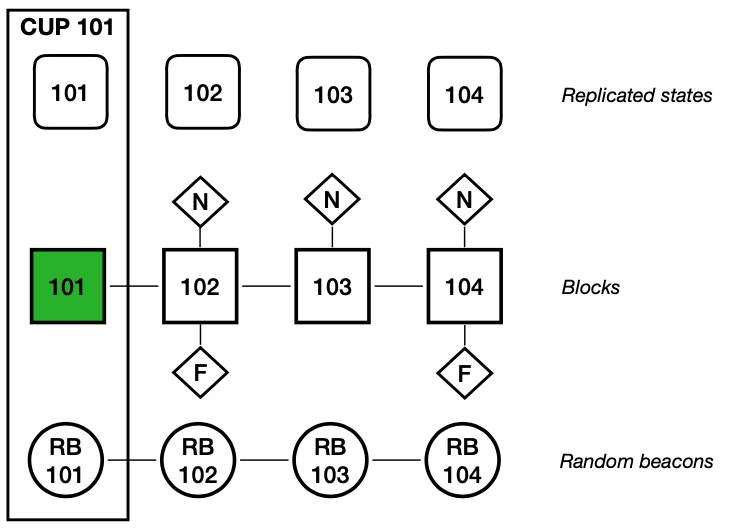 CUP 101
101 102 103 104 Replicated states
N N N
101 102 103 104 Blocks
F F
RB RB RB RB
101 102 103 104 Random beacons